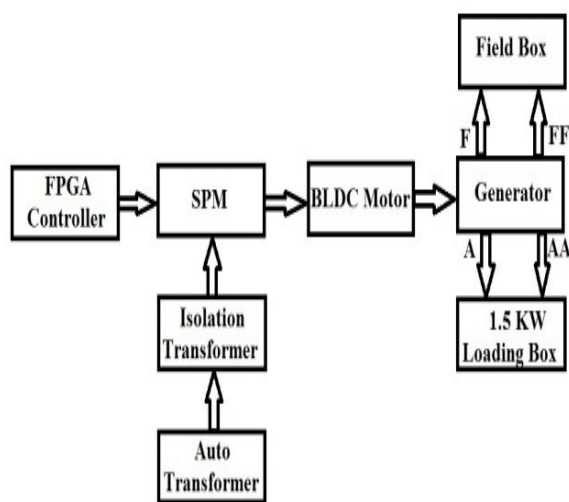 Field Box
F
FF
FPGA
Controller
SPM
BLDC Motor
Generator
A
AA
Isolation
Transformer
1.5 KW
Loading Box
Auto
Transformer